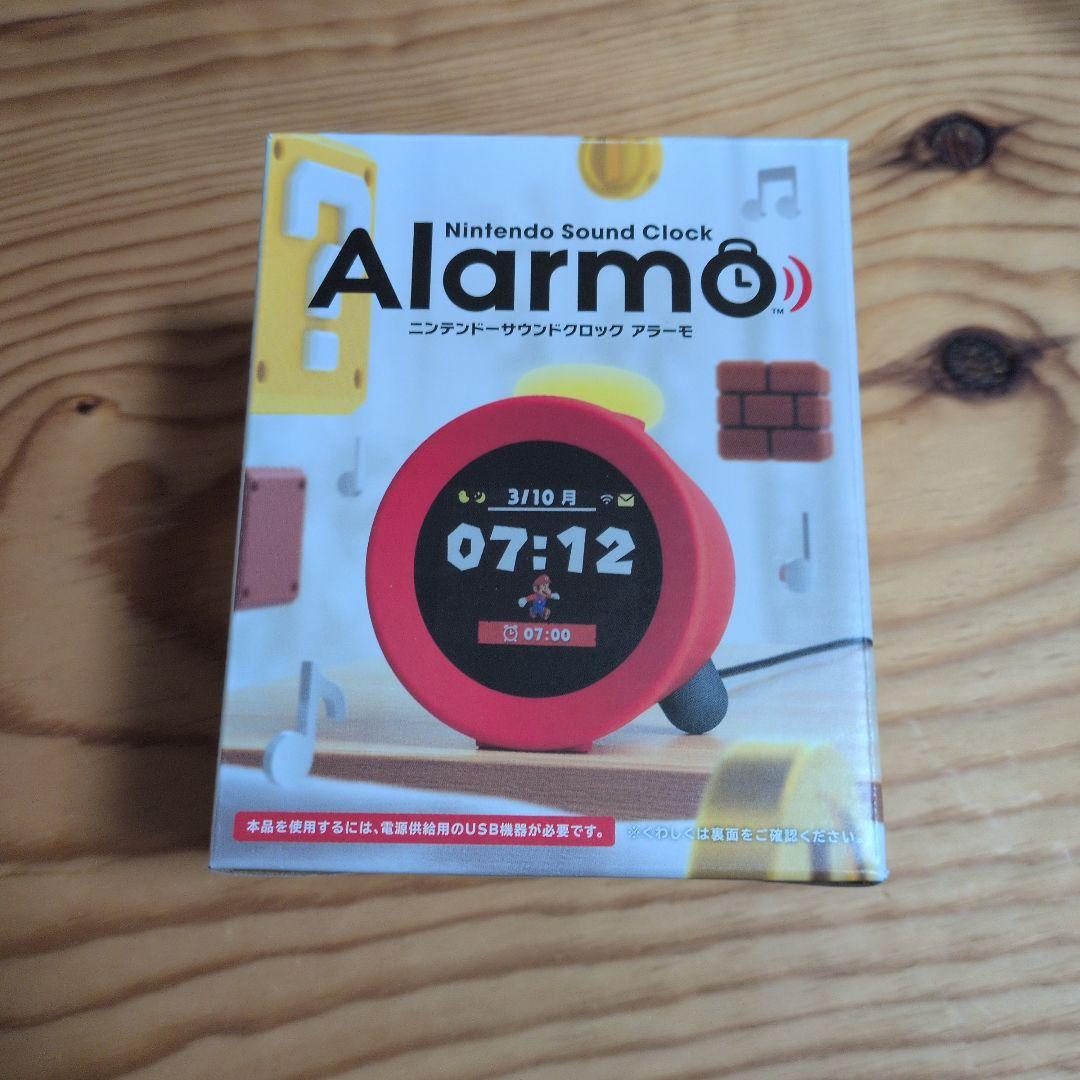 Nintendo Sound Clock
Alarmo
TM
ニンテンドーサウンドクロック アラーモ
3/10 月
07:12
07:00
本品を使用するには、電源供給用のUSB機器が必要です。
※くわしくは裏面をご確認ください。